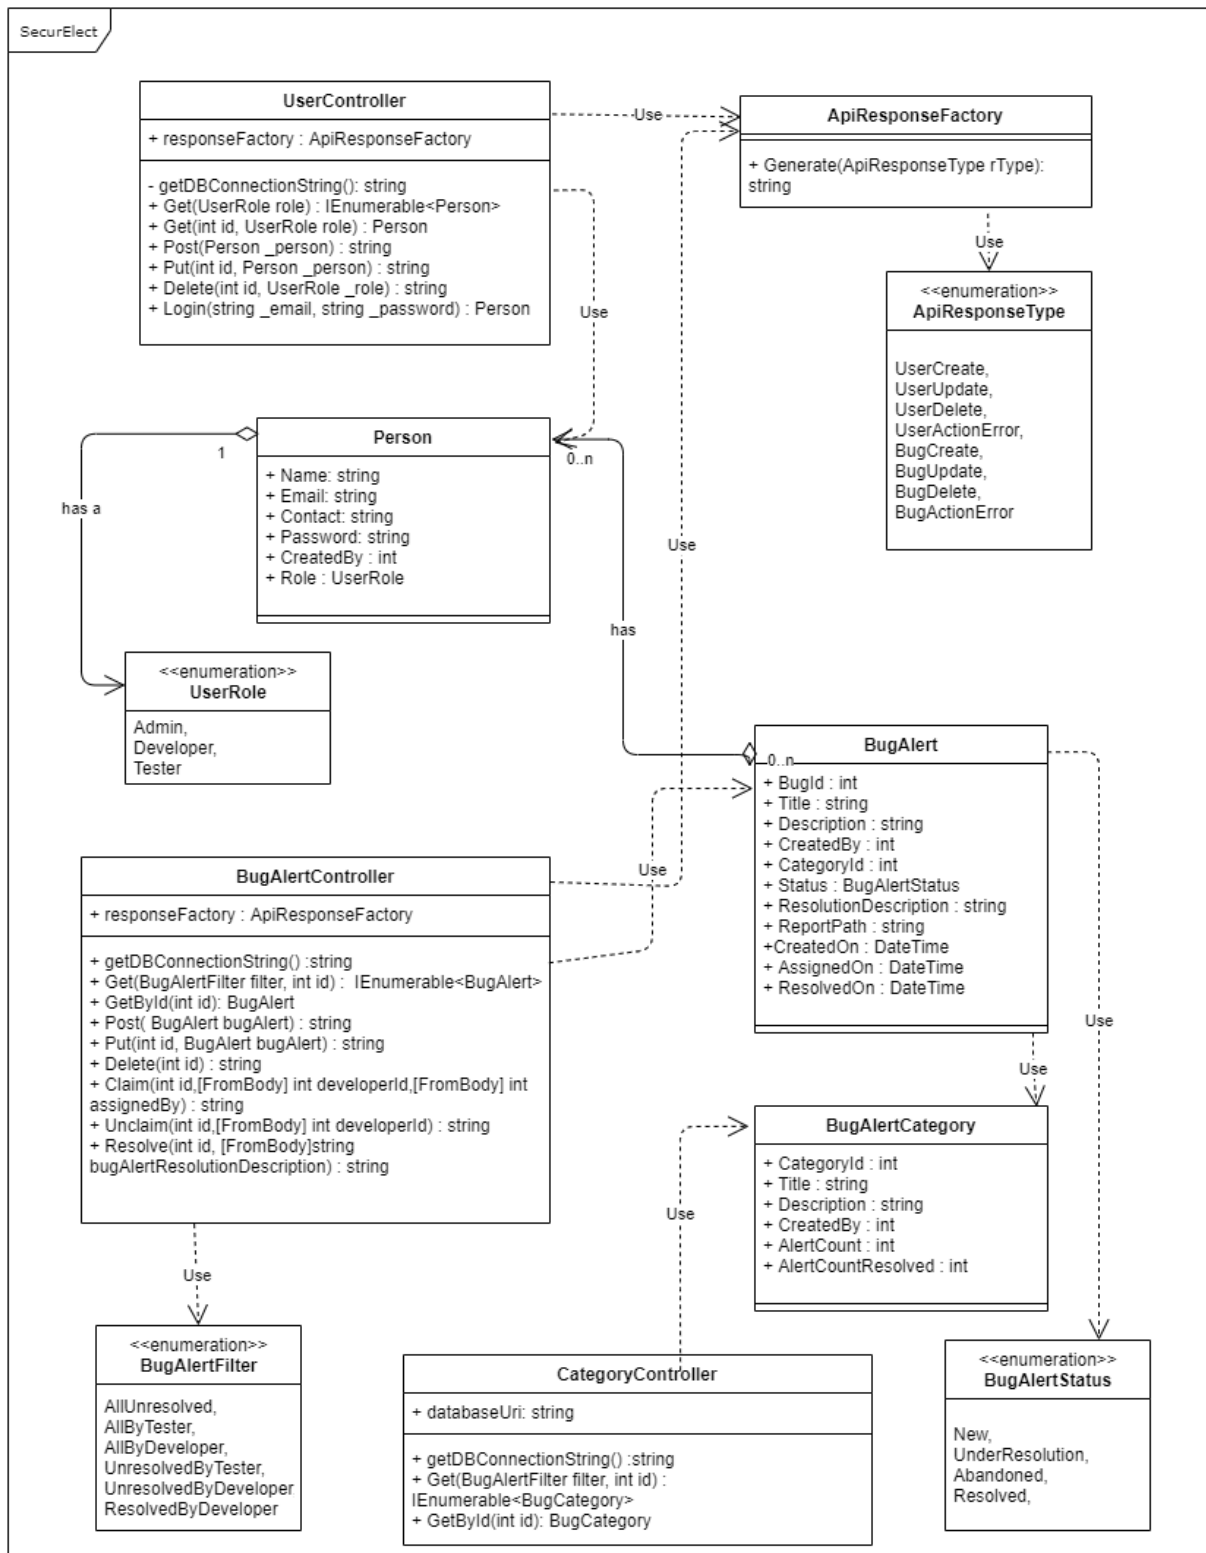 SecurElect
UserController
+ responseFactory : ApiResponseFactory
- getDBConnectionString(): string
+ Get(UserRole role) : IEnumerable<Person>
+ Get(int id, UserRole role) : Person
+ Post(Person _person) : string
+ Put(int id, Person _person) : string
+ Delete(int id, UserRole _role) : string
+ Login(string _email, string _password) : Person
Use
ApiResponseFactory
+ Generate(ApiResponseType rType):
string
Use
<<enumeration>>
ApiResponseType
UserCreate,
UserUpdate,
UserDelete,
UserActionError,
BugCreate,
BugUpdate,
BugDelete,
BugActionError
Use
Person
+ Name: string
+ Email: string
+ Contact: string
+ Password: string
+ CreatedBy : int
+ Role : UserRole
1
0..n
has a
Use
has
<<enumeration>>
UserRole
Admin,
Developer,
Tester
BugAlert
0..n
+ BugId : int
+ Title : string
+ Description : string
+ CreatedBy : int
+ CategoryId : int
+ Status : BugAlertStatus
+ ResolutionDescription : string
+ ReportPath : string
+CreatedOn : DateTime
+ AssignedOn : DateTime
+ ResolvedOn : DateTime
Use
BugAlertController
+ responseFactory : ApiResponseFactory
+ getDBConnectionString() :string
+ Get(BugAlertFilter filter, int id) :  IEnumerable<BugAlert>
+ GetById(int id): BugAlert
+ Post( BugAlert bugAlert) : string
+ Put(int id, BugAlert bugAlert) : string
+ Delete(int id) : string
+ Claim(int id,[FromBody] int developerId,[FromBody] int
assignedBy) : string
+ Unclaim(int id,[FromBody] int developerId) : string
+ Resolve(int id, [FromBody]string
bugAlertResolutionDescription) : string
Use
Use
BugAlertCategory
+ CategoryId : int
+ Title : string
+ Description : string
+ CreatedBy : int
+ AlertCount : int
+ AlertCountResolved : int
Use
Use
<<enumeration>>
BugAlertFilter
AllUnresolved,
AllByTester,
AllByDeveloper,
UnresolvedByTester,
UnresolvedByDeveloper
ResolvedByDeveloper
CategoryController
+ databaseUri: string
+ getDBConnectionString() :string
+ Get(BugAlertFilter filter, int id) :
IEnumerable<BugCategory>
+ GetById(int id): BugCategory
<<enumeration>>
BugAlertStatus
New,
UnderResolution,
Abandoned,
Resolved,